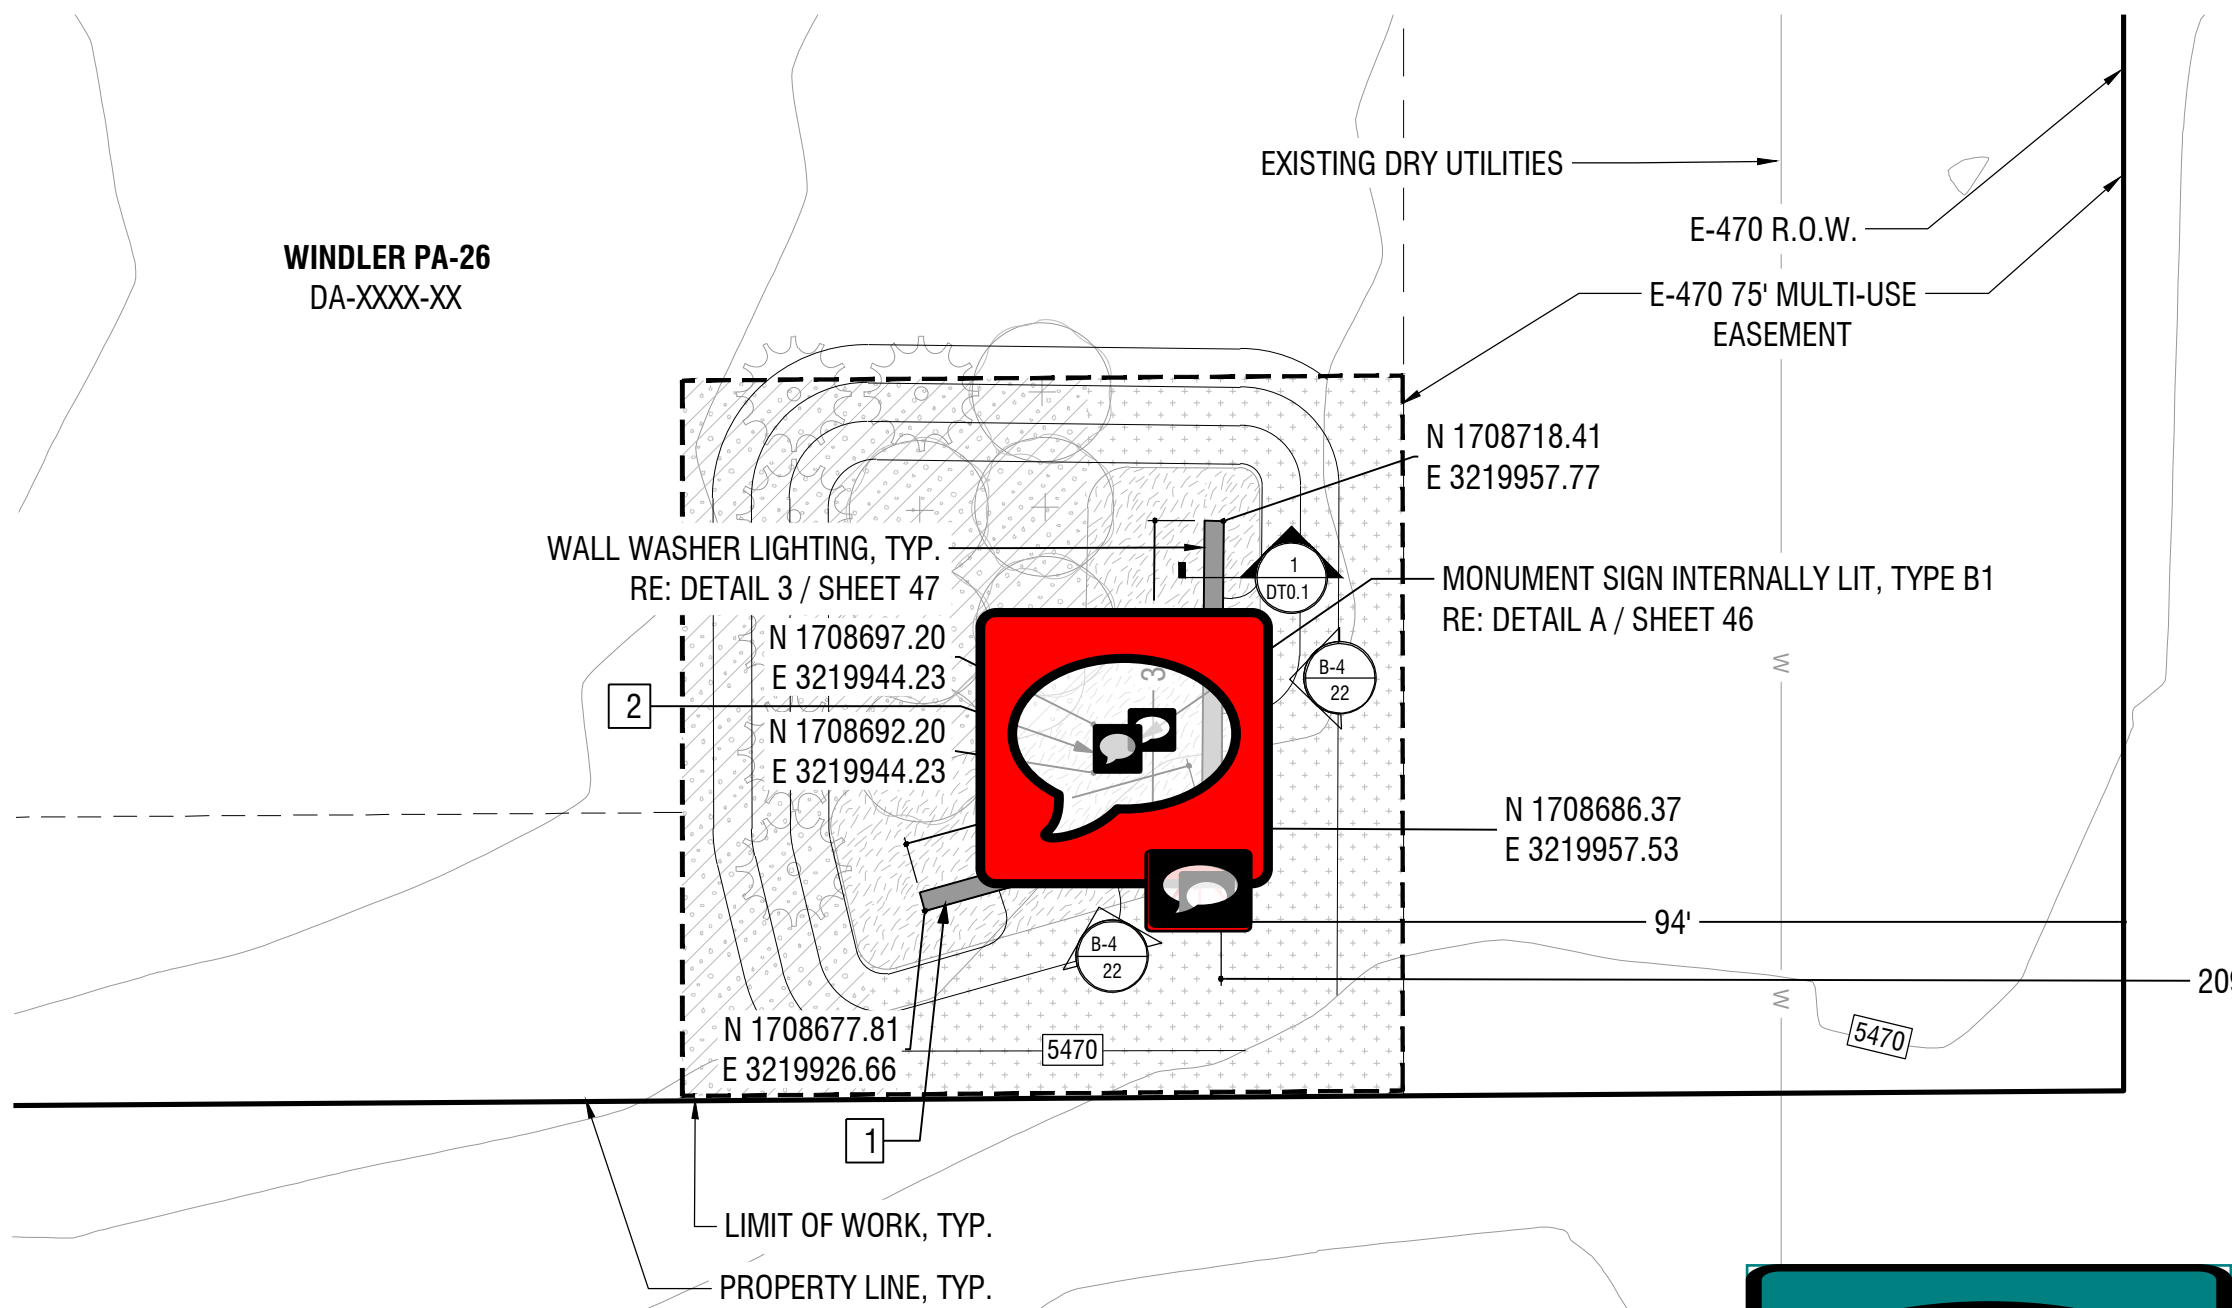 EXISTING DRY UTILITIES
E-470 R.O.W.
WINDLER PA-26
DA-XXXX-XX
E-470 75' MULTI-USE
EASEMENT
N 1708718.41
E 3219957.77
WALL WASHER LIGHTING, TYP.
RE: DETAIL 3 / SHEET 47
1
DT0.1
MONUMENT SIGN INTERNALLY LIT, TYPE B1
RE: DETAIL A / SHEET 46
N 1708697.20
E 3219944.23
3
B-4
22
W
2
N 1708692.20
E 3219944.23
N 1708686.37
E 3219957.53
94'
B-4
22
209
W
N 1708677.81
E 3219926.66
5470
5470
1
LIMIT OF WORK, TYP.
PROPERTY LINE, TYP.